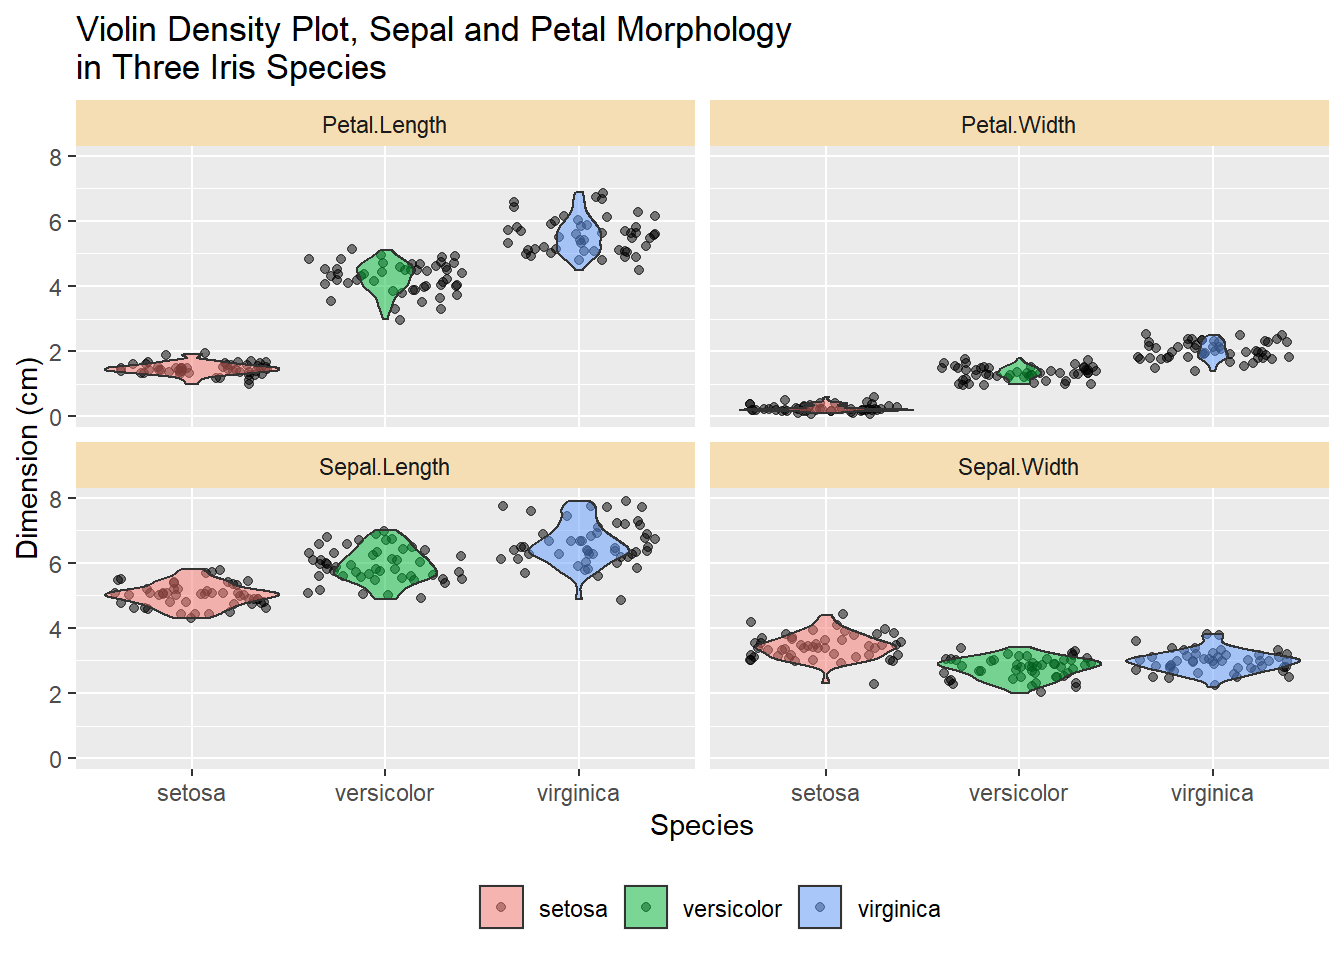 Violin Density Plot, Sepal and Petal Morphology
in Three Iris Species
Petal.Length
Petal.Width
8
6
4
2
0
Dimension (cm)
Sepal.Length
Sepal.Width
8
6
4
2
0
setosa
versicolor
virginica
setosa
versicolor
virginica
Species
setosa
versicolor
virginica